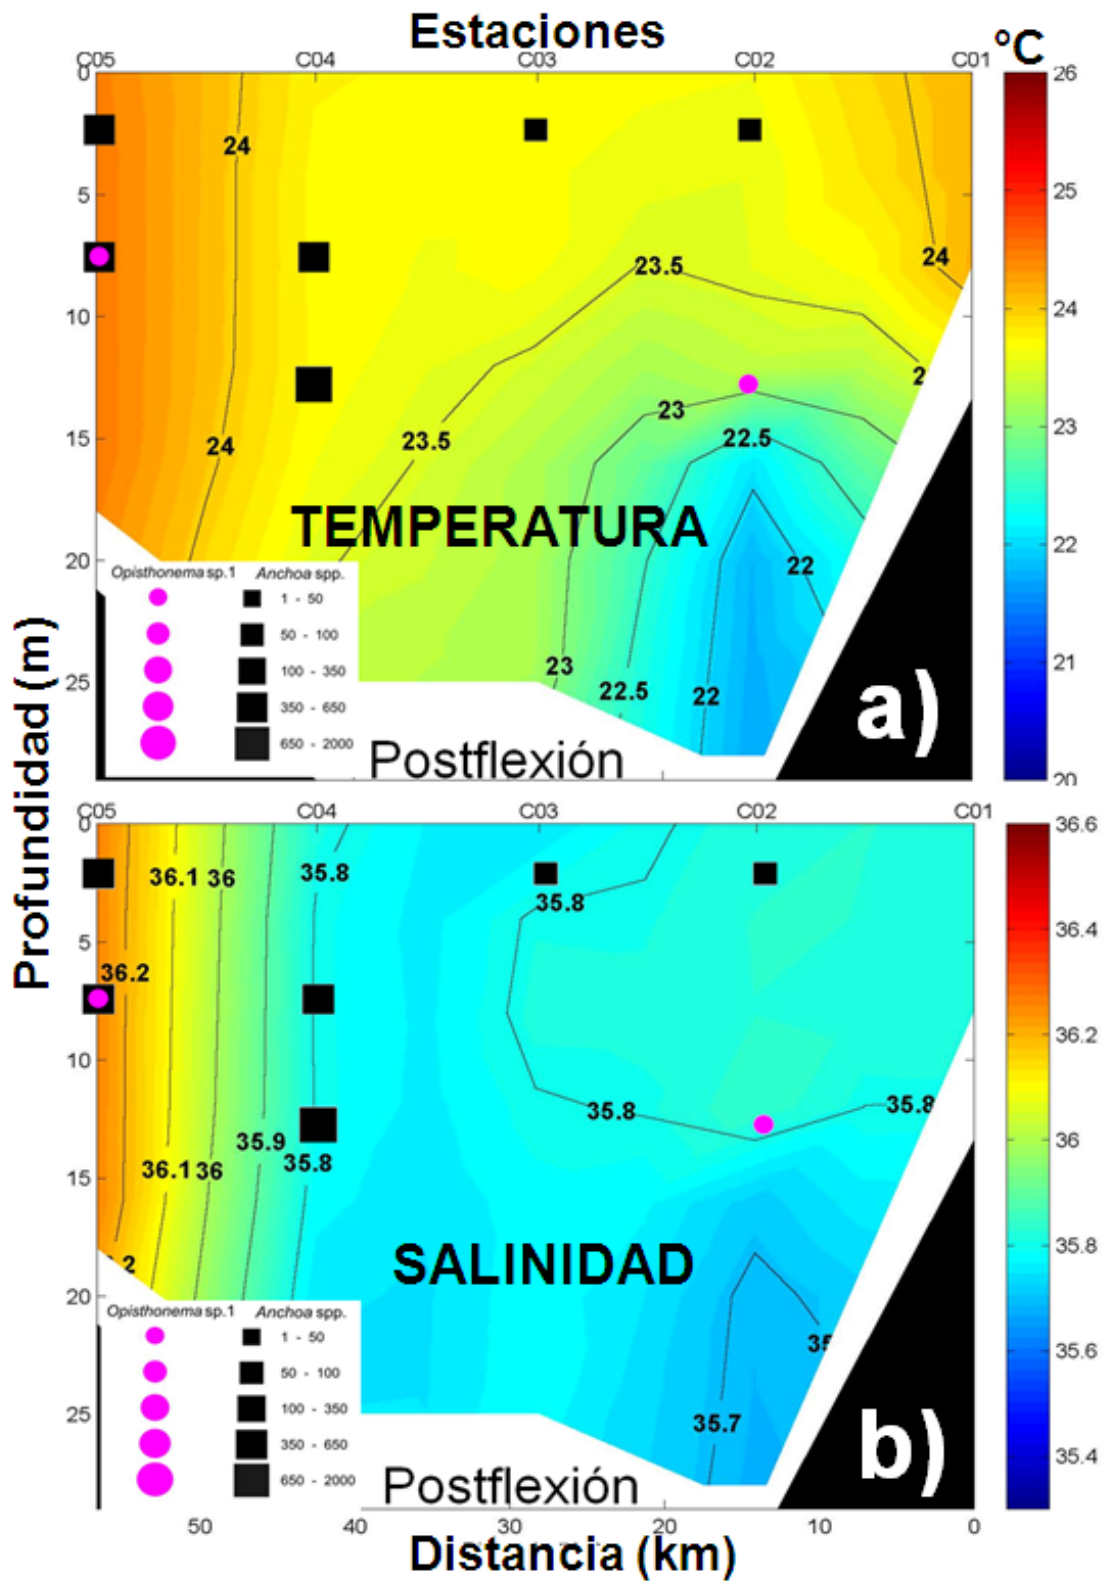 Estaciones
°C
C05 C04 C03 C02 C01
0
5
10
15
20
25
24
24
23.5
23.5
24
2
23
22.5
22
23
22.5
22
TEMPERATURA
Opisthonema sp.1 Anchoa spp.
1 - 50
50 - 100
100 - 350
350 - 650
650 - 2000
Postflexión
a)
26
25
24
23
22
21
20
Profundidad (m)
C05 C04 C03 C02 C01
0
5
10
15
20
25
36.1 36 35.8
35.8
36.2
35.8 35.8
35.9
36.1 36 35.8
.2
SALINIDAD
35
35.7
Opisthonema sp.1 Anchoa spp.
1 - 50
50 - 100
100 - 350
350 - 650
650 - 2000
Postflexión
b)
36.6
36.4
36.2
36
35.8
35.6
35.4
50 40 30 20 10 0
Distancia (km)